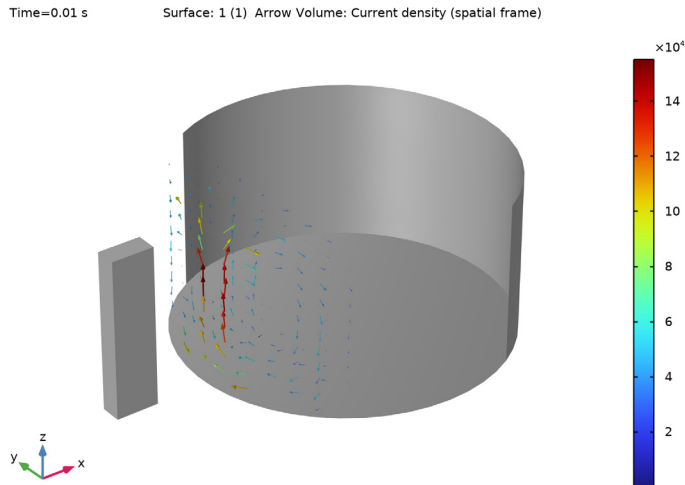 Time=0.01 s Surface: 1 (1) Arrow Volume: Current density (spatial frame)
×10⁴
14
12
10
8
6
4
2
z
y
x